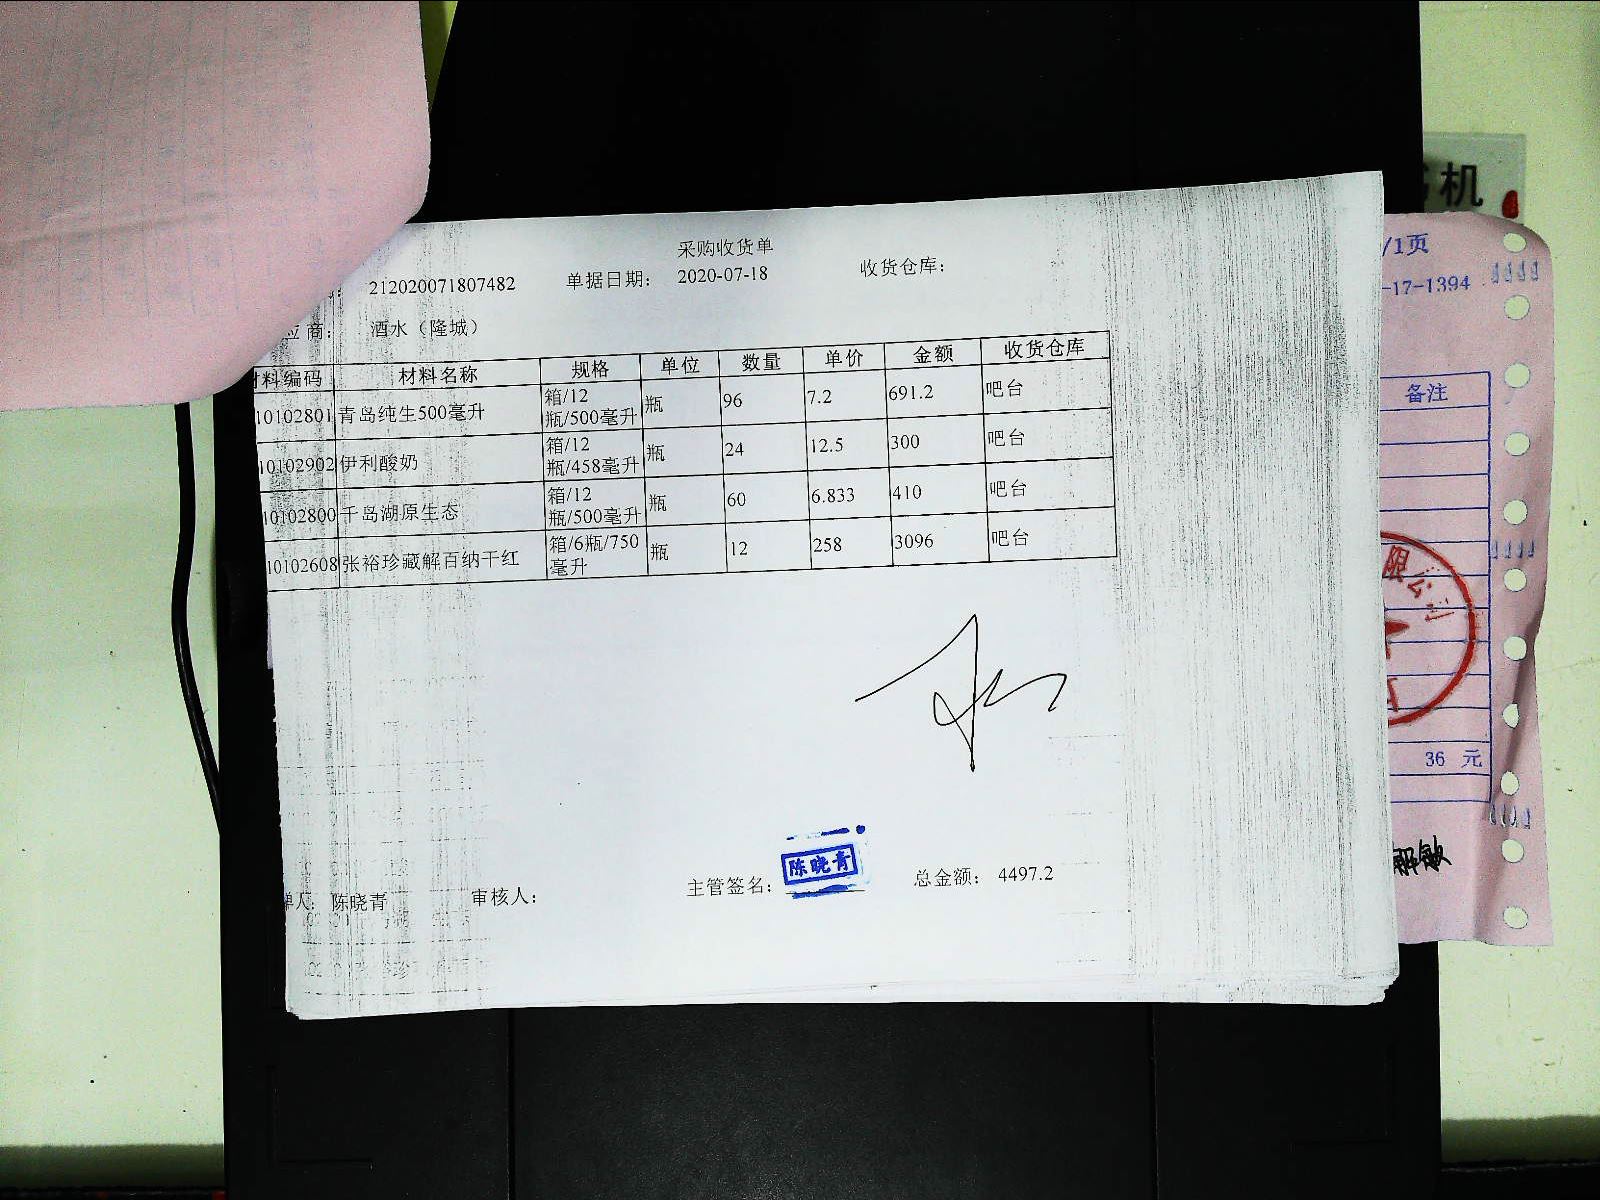 采购收货单
212020071807482 单据日期： 2020-07-18 收货仓库：
应商： 酒水（隆城）
材料编码 材料名称 规格 单位 数量 单价 金额 收货仓库
10102801 青岛纯生500毫升 箱/12瓶/500毫升 瓶 96 7.2 691.2 吧台
10102902 伊利酸奶 箱/12瓶/458毫升 瓶 24 12.5 300 吧台
10102800 千岛湖原生态 箱/12瓶/500毫升 瓶 60 6.833 410 吧台
10102608 张裕珍藏解百纳干红 箱/6瓶/750毫升 瓶 12 258 3096 吧台
单人： 陈晓青 审核人： 主管签名： 陈晓青 总金额： 4497.2
机
/1页
-17-1394
备注
限公司
36 元